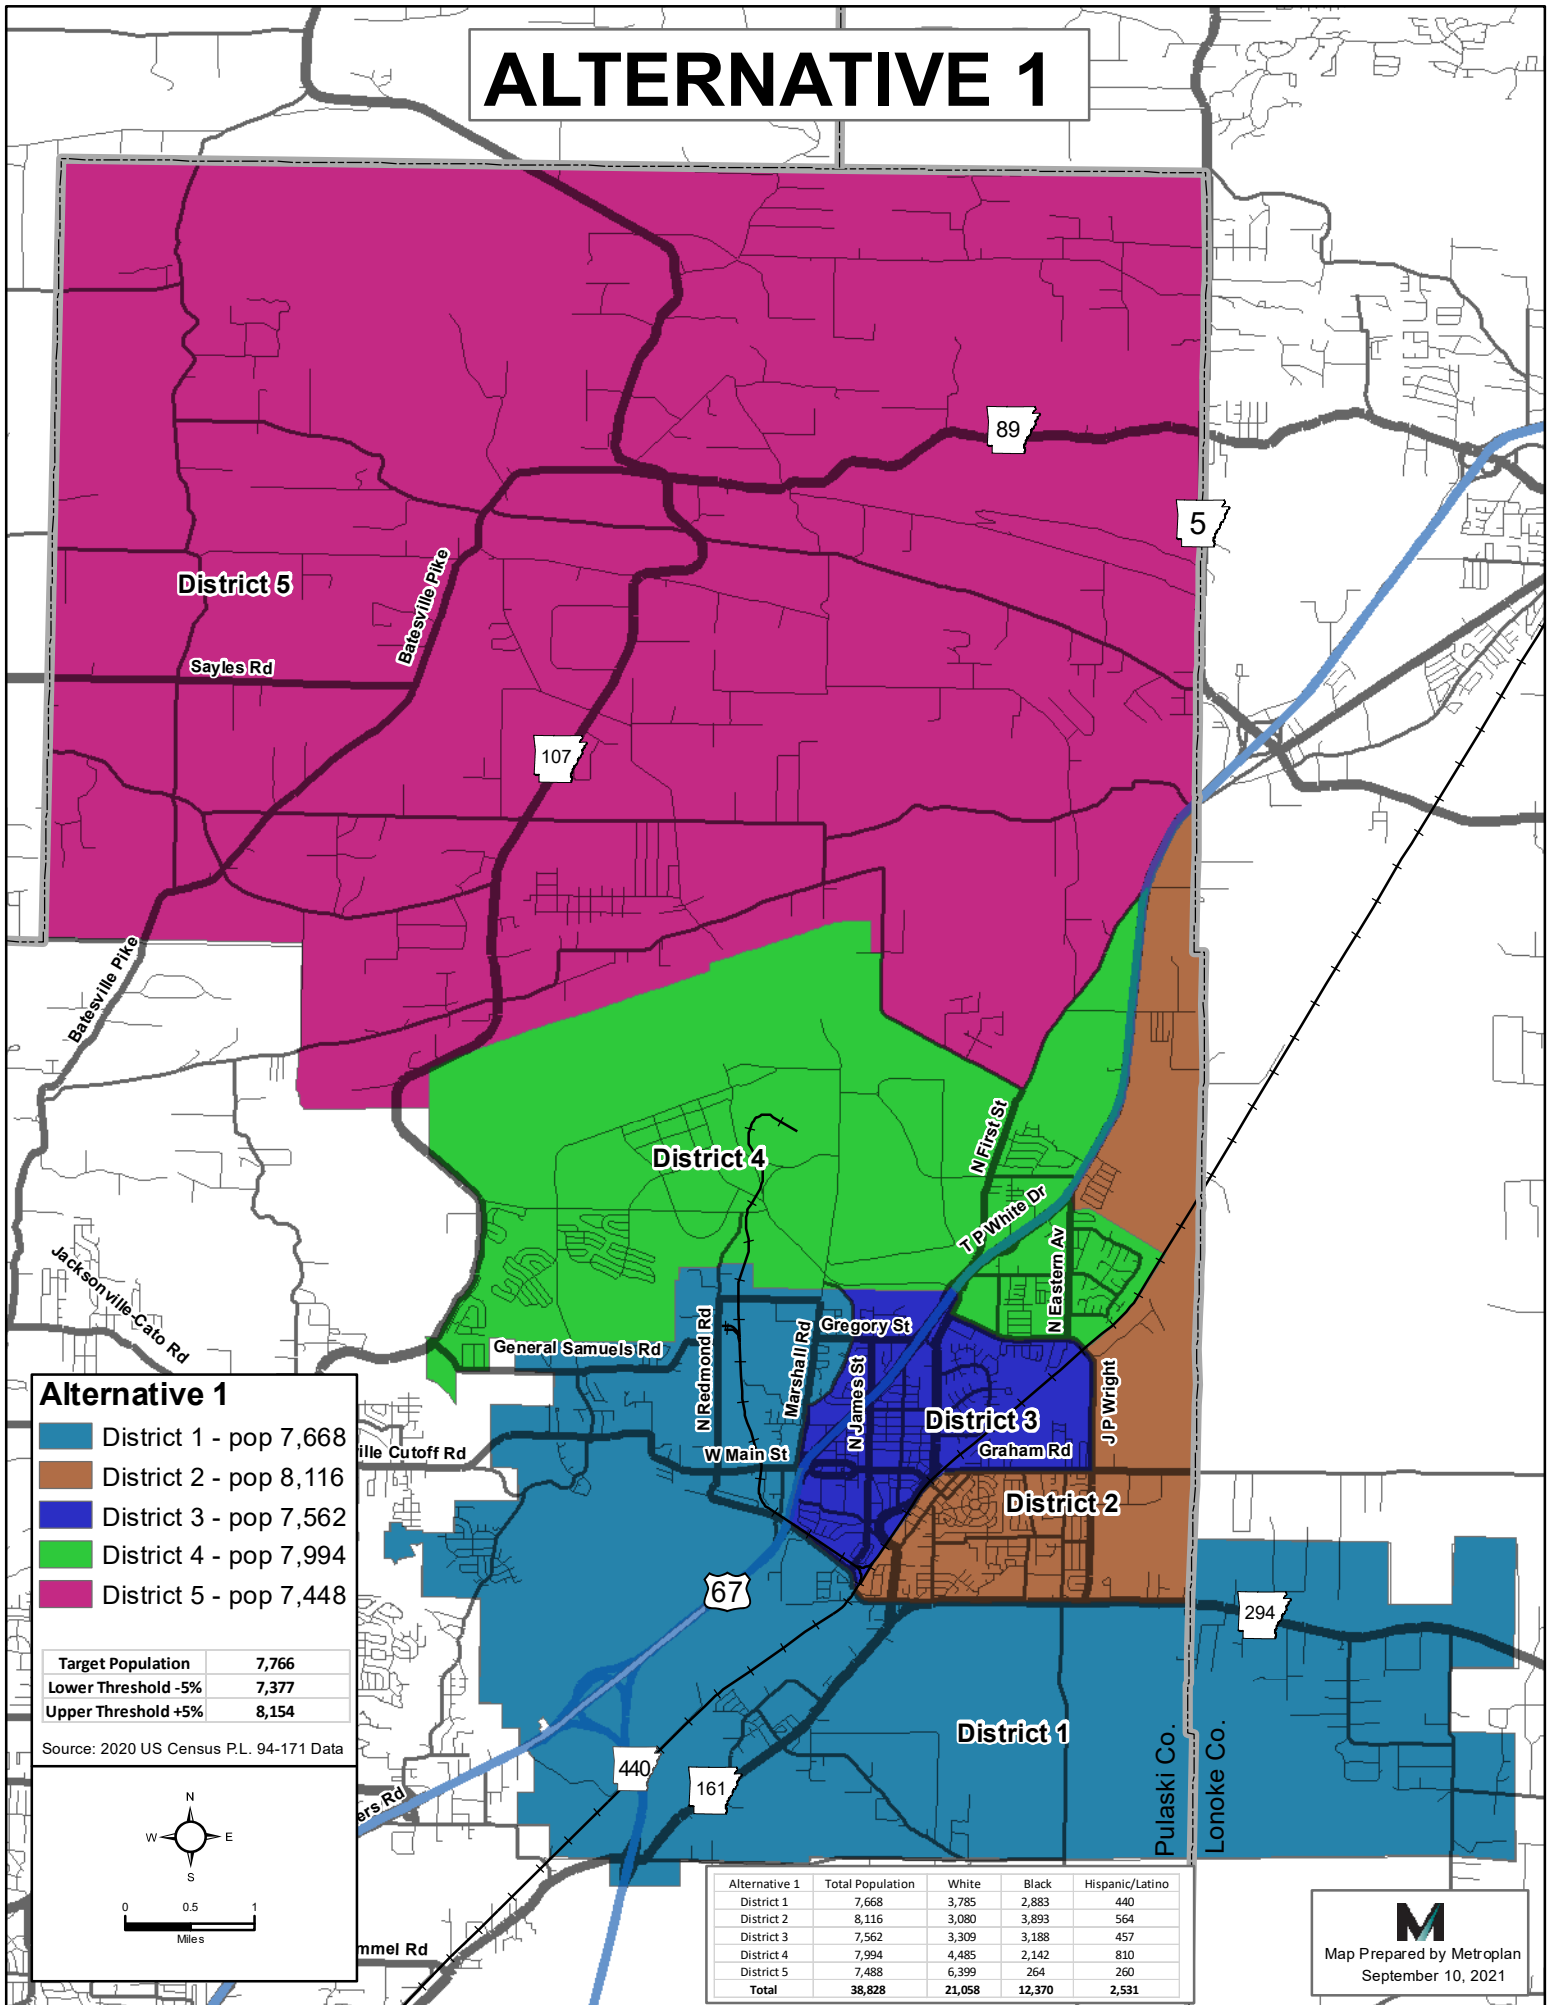 ALTERNATIVE 1
89
5
District 5
Batesville Pike
Sayles Rd
107
Batesville Pike
N First St
District 4
T P White Dr
N Eastern Av
Jacksonville-Cato Rd
General Samuels Rd
N Redmond Rd
Marshall Rd
Gregory St
N James St
District 3
J P Wright
Graham Rd
W Main St
ille Cutoff Rd
District 2
67
294
District 1
440
161
Pulaski Co.
Lonoke Co.
ers Rd
mmel Rd
Alternative 1
District 1 - pop 7,668
District 2 - pop 8,116
District 3 - pop 7,562
District 4 - pop 7,994
District 5 - pop 7,448
Target Population 7,766
Lower Threshold -5% 7,377
Upper Threshold +5% 8,154
Source: 2020 US Census P.L. 94-171 Data
N
W E
S
0 0.5 1
Miles
Alternative 1 Total Population White Black Hispanic/Latino
District 1 7,668 3,785 2,883 440
District 2 8,116 3,080 3,893 564
District 3 7,562 3,309 3,188 457
District 4 7,994 4,485 2,142 810
District 5 7,488 6,399 264 260
Total 38,828 21,058 12,370 2,531
M
Map Prepared by Metroplan
September 10, 2021